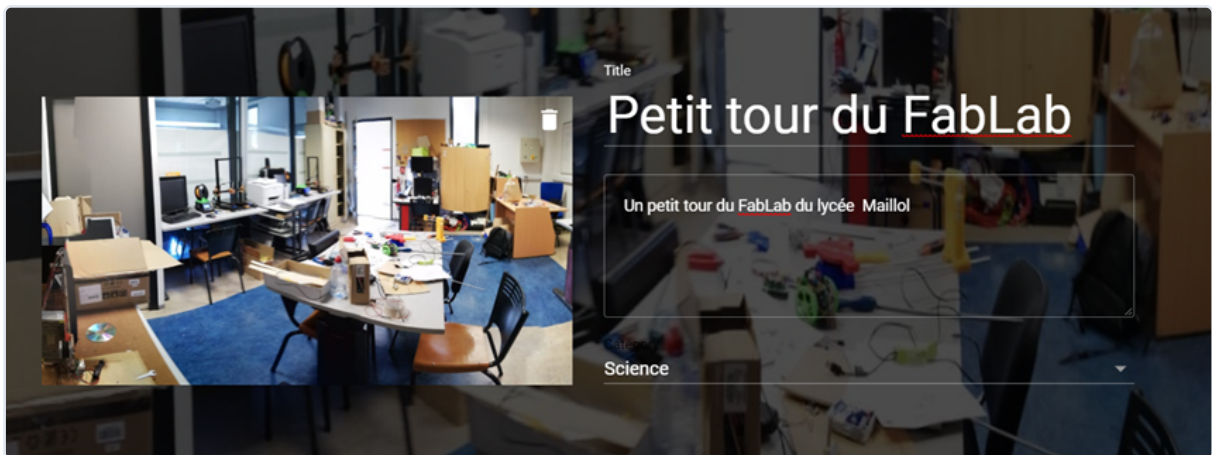 Title
Petit tour du FabLab
Un petit tour du FabLab du lycée Maillol
Science